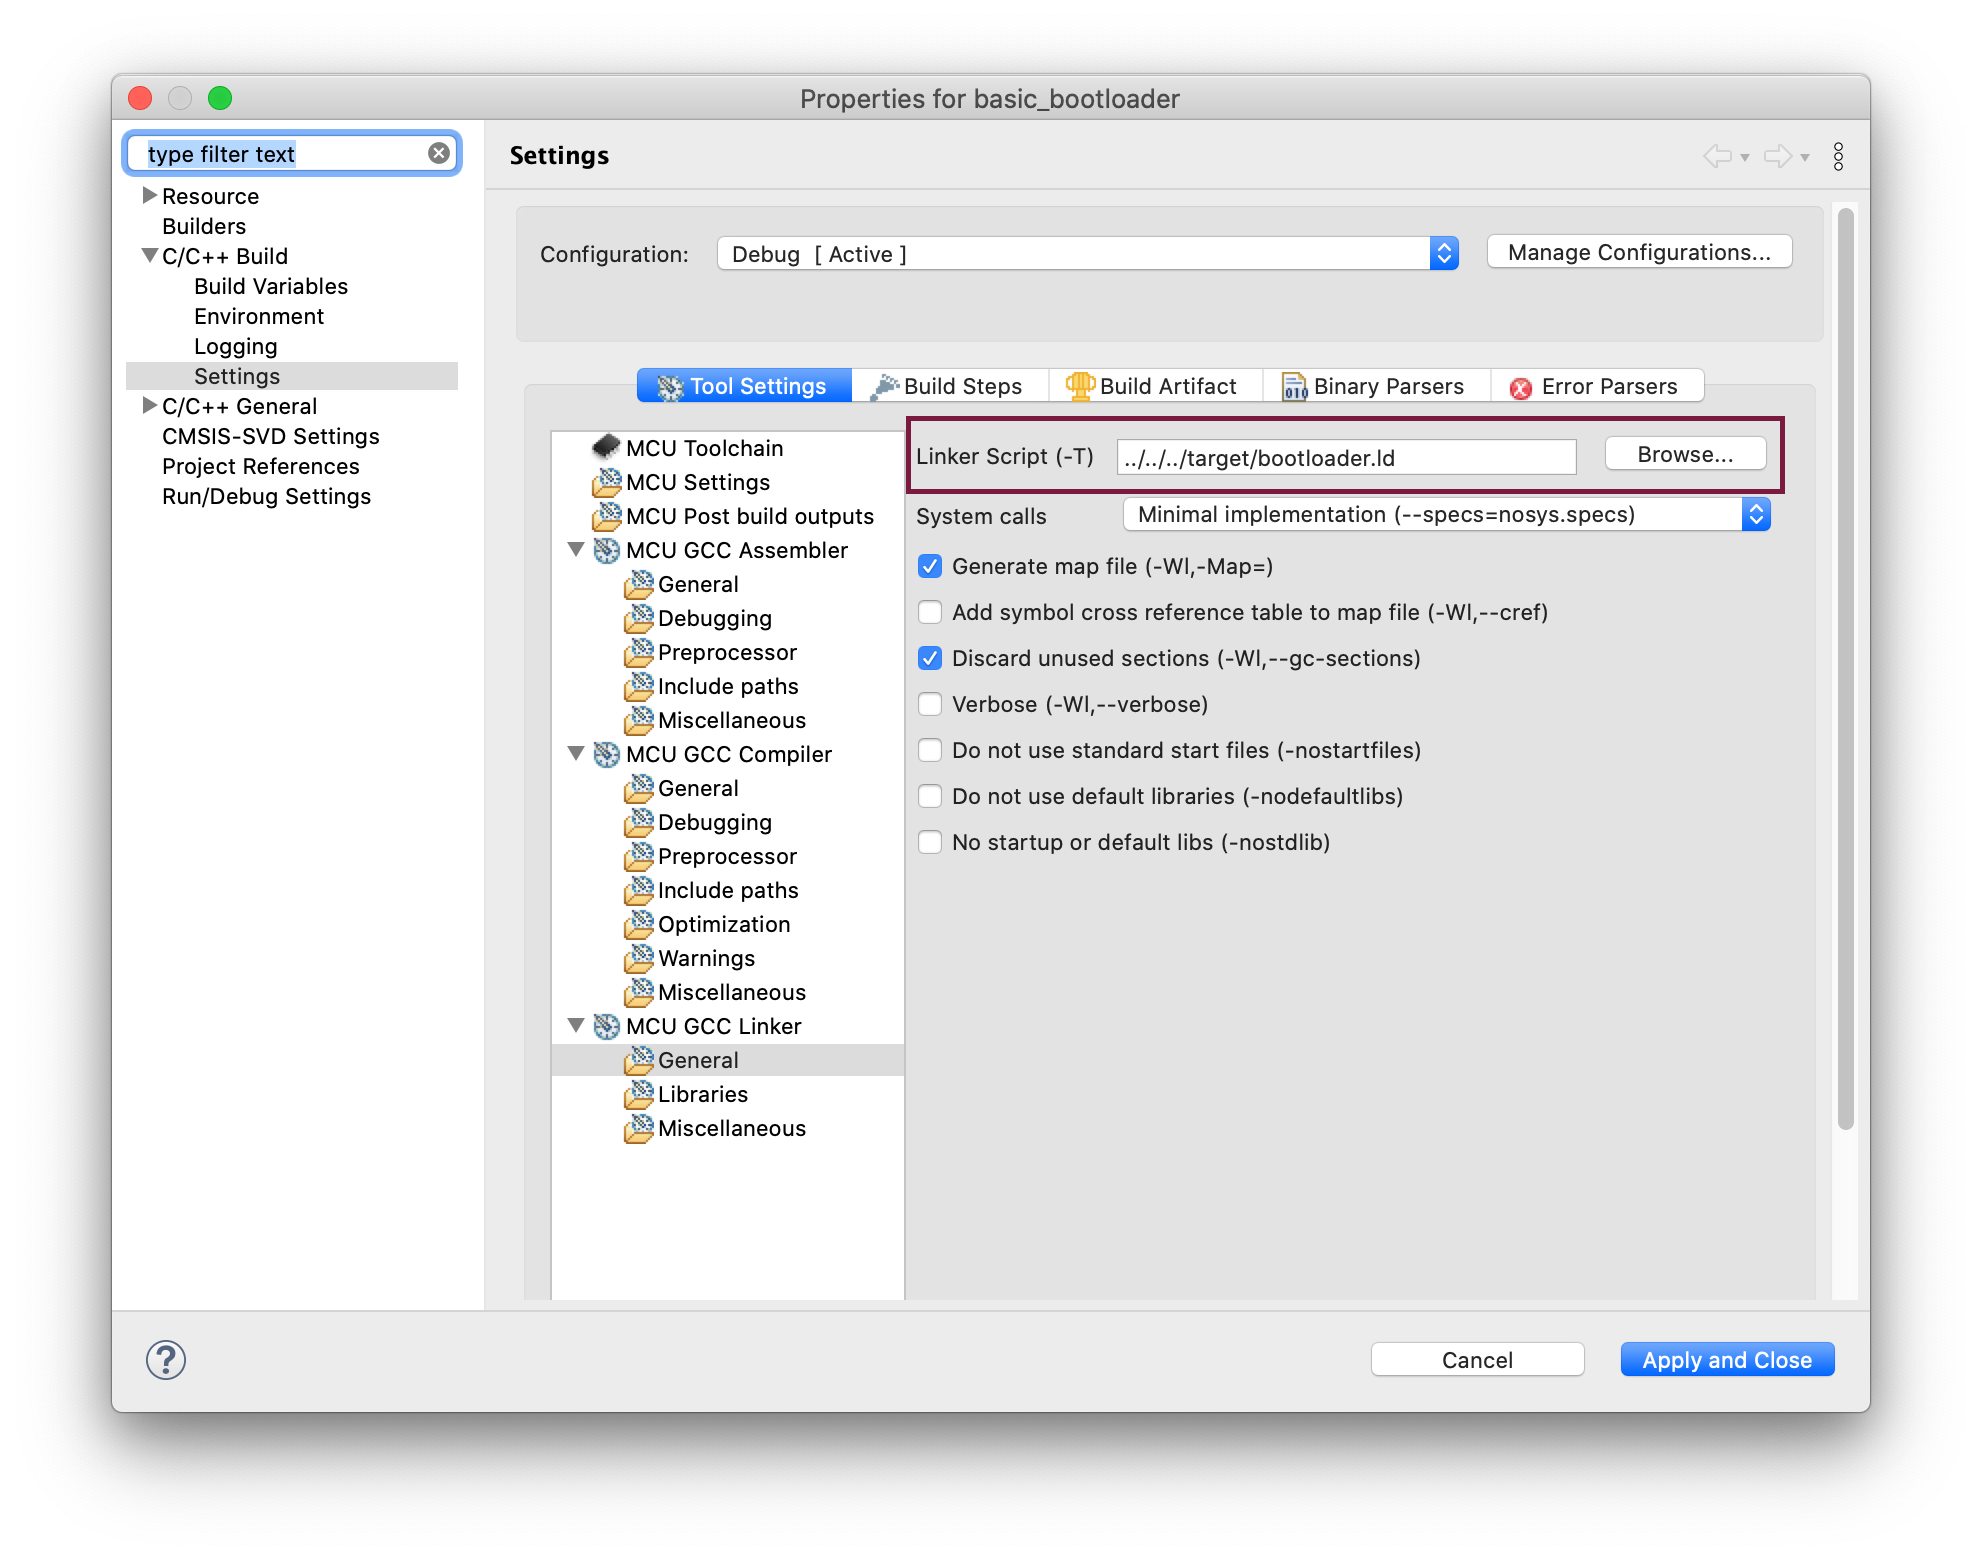 Properties for basic_bootloader
type filter text
Resource
Builders
C/C++ Build
Build Variables
Environment
Logging
Settings
C/C++ General
CMSIS-SVD Settings
Project References
Run/Debug Settings
Settings
Configuration: Debug [ Active ] Manage Configurations...
Tool Settings Build Steps Build Artifact Binary Parsers Error Parsers
MCU Toolchain
MCU Settings
MCU Post build outputs
MCU GCC Assembler
General
Debugging
Preprocessor
Include paths
Miscellaneous
MCU GCC Compiler
General
Debugging
Preprocessor
Include paths
Optimization
Warnings
Miscellaneous
MCU GCC Linker
General
Libraries
Miscellaneous
Linker Script (-T) ../../../target/bootloader.ld Browse...
System calls Minimal implementation (--specs=nosys.specs)
Generate map file (-Wl,-Map=)
Add symbol cross reference table to map file (-Wl,--cref)
Discard unused sections (-Wl,--gc-sections)
Verbose (-Wl,--verbose)
Do not use standard start files (-nostartfiles)
Do not use default libraries (-nodefaultlibs)
No startup or default libs (-nostdlib)
? Cancel Apply and Close